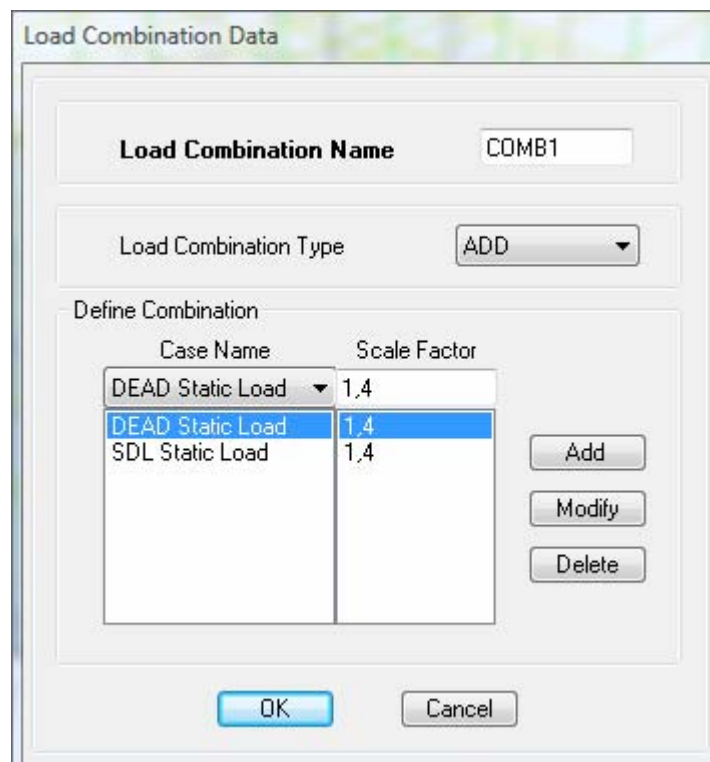 Load Combination Data
Load Combination Name COMB1
Load Combination Type ADD
Define Combination
Case Name Scale Factor
DEAD Static Load 1,4
DEAD Static Load 1,4
SDL Static Load 1,4
Add
Modify
Delete
OK Cancel